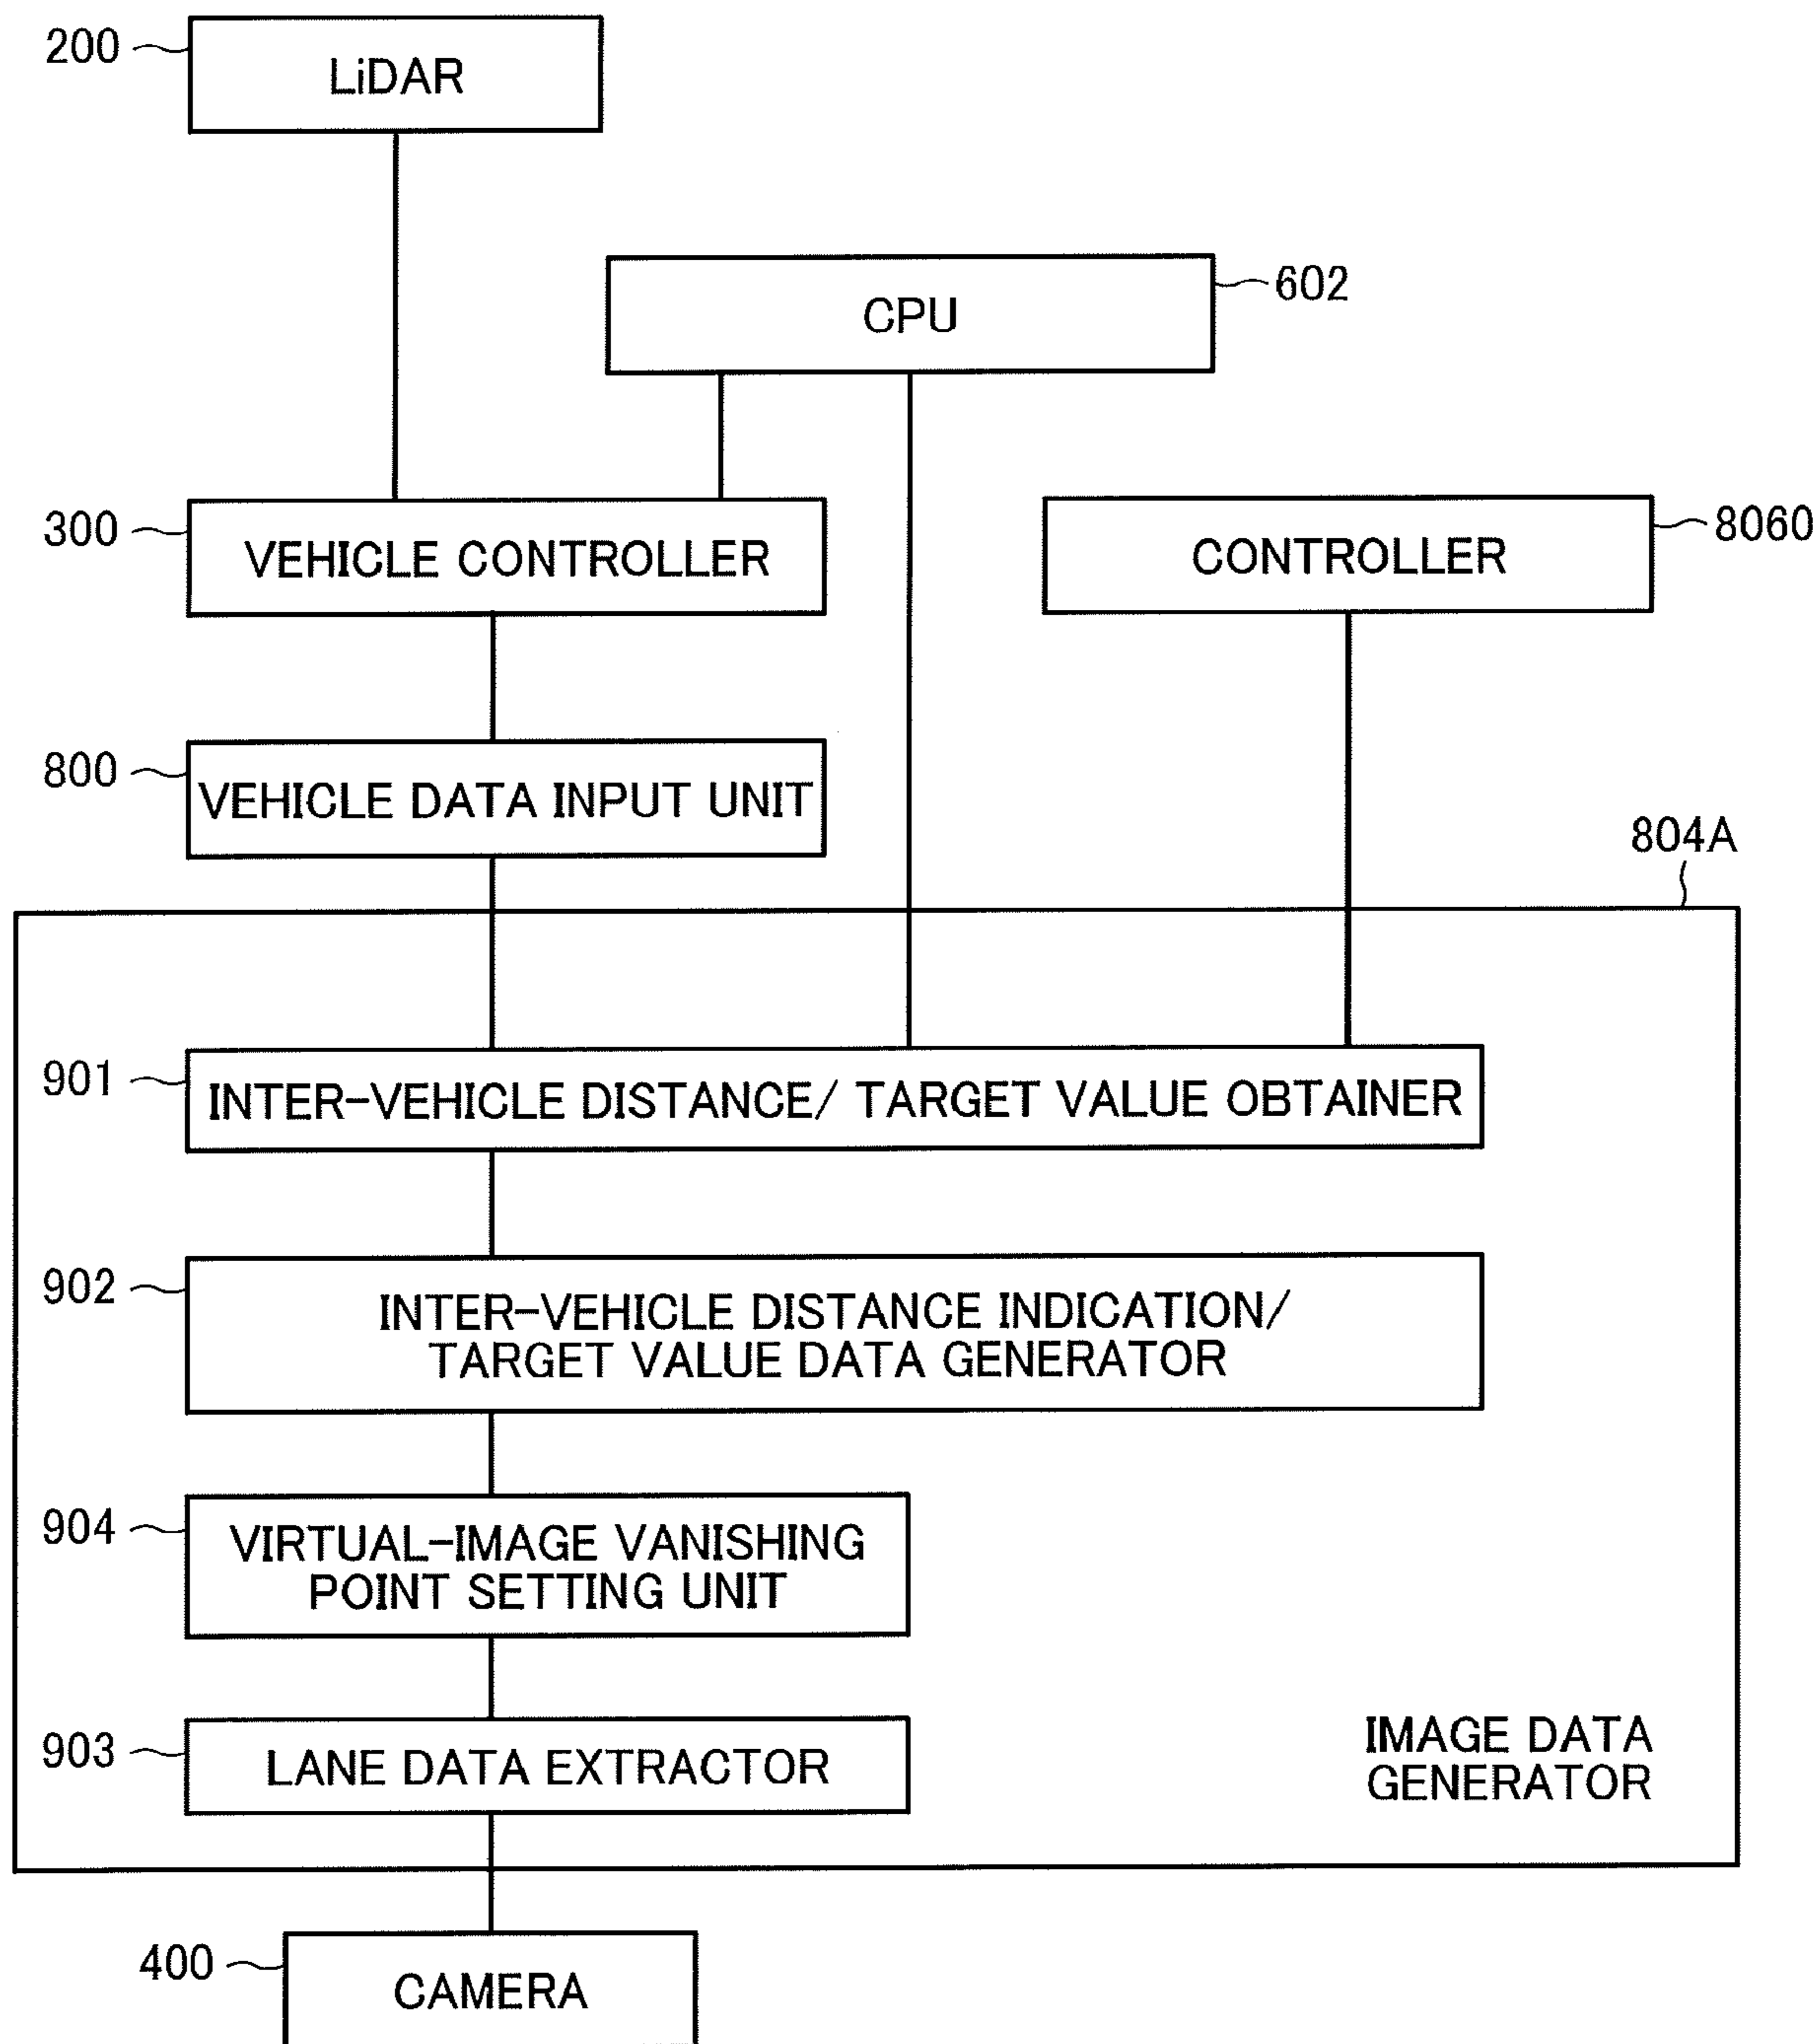 200
LiDAR
CPU
602
300
VEHICLE CONTROLLER
CONTROLLER
8060
800
VEHICLE DATA INPUT UNIT
804A
901
INTER-VEHICLE DISTANCE/ TARGET VALUE OBTAINER
902
INTER-VEHICLE DISTANCE INDICATION/
TARGET VALUE DATA GENERATOR
904
VIRTUAL-IMAGE VANISHING
POINT SETTING UNIT
903
LANE DATA EXTRACTOR
IMAGE DATA
GENERATOR
400
CAMERA